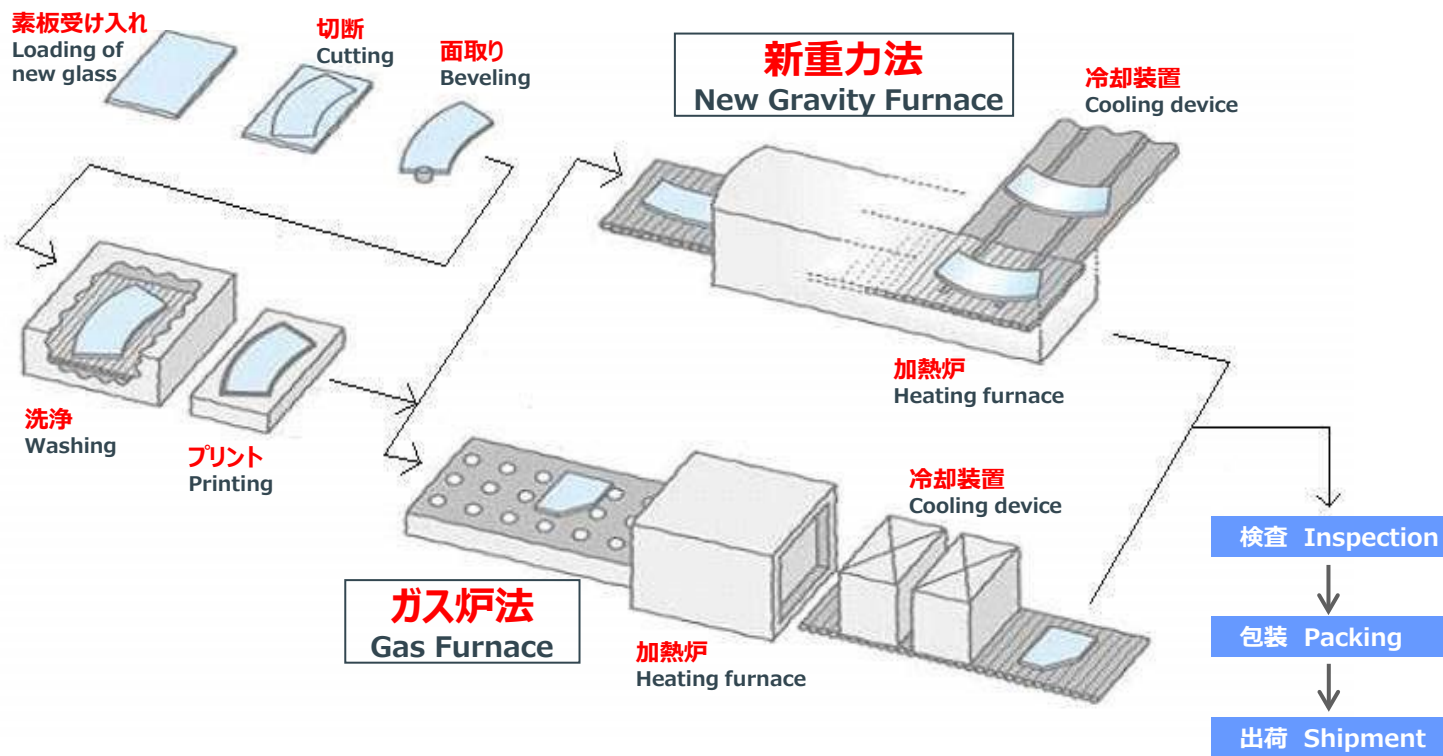 素板受け入れ
Loading of
new glass
切断
Cutting
面取り
Beveling
新重力法
New Gravity Furnace
冷却装置
Cooling device
加熱炉
Heating furnace
洗浄
Washing
プリント
Printing
冷却装置
Cooling device
ガス炉法
Gas Furnace
加熱炉
Heating furnace
検査 Inspection
包装 Packing
出荷 Shipment